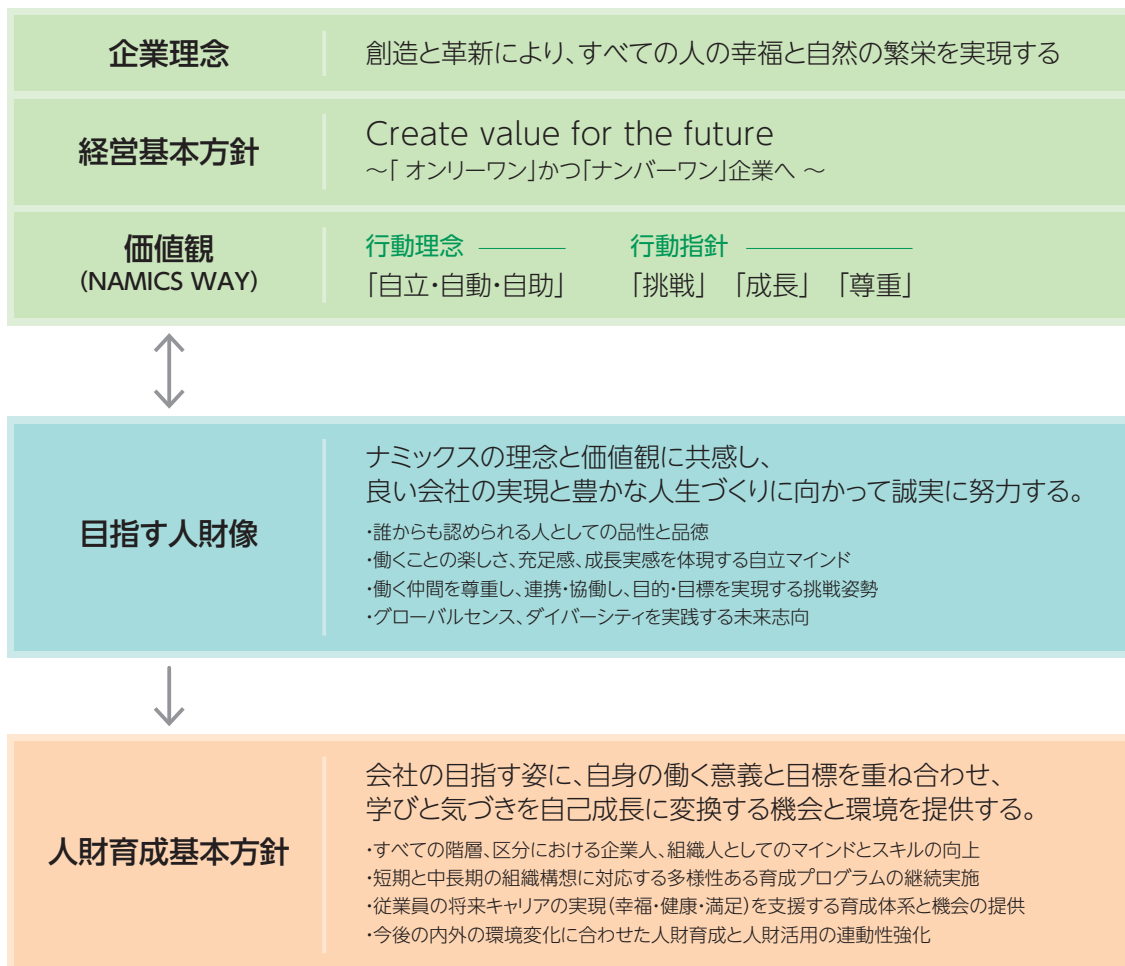 企業理念
創造と革新により、すべての人の幸福と自然の繁栄を実現する
経営基本方針
Create value for the future
～「 オンリーワン」かつ「ナンバーワン」企業へ ～
価値観
(NAMICS WAY)
行動理念
「自立・自動・自助」
行動指針
「挑戦」 「成長」 「尊重」
目指す人財像
ナミックスの理念と価値観に共感し、
良い会社の実現と豊かな人生づくりに向かって誠実に努力する。
・誰からも認められる人としての品性と品徳
・働くことの楽しさ、充足感、成長実感を体現する自立マインド
・働く仲間を尊重し、連携・協働し、目的・目標を実現する挑戦姿勢
・グローバルセンス、ダイバーシティを実践する未来志向
人財育成基本方針
会社の目指す姿に、自身の働く意義と目標を重ね合わせ、
学びと気づきを自己成長に変換する機会と環境を提供する。
・すべての階層、区分における企業人、組織人としてのマインドとスキルの向上
・短期と中長期の組織構想に対応する多様性ある育成プログラムの継続実施
・従業員の将来キャリアの実現（幸福・健康・満足）を支援する育成体系と機会の提供
・今後の内外の環境変化に合わせた人財育成と人財活用の連動性強化